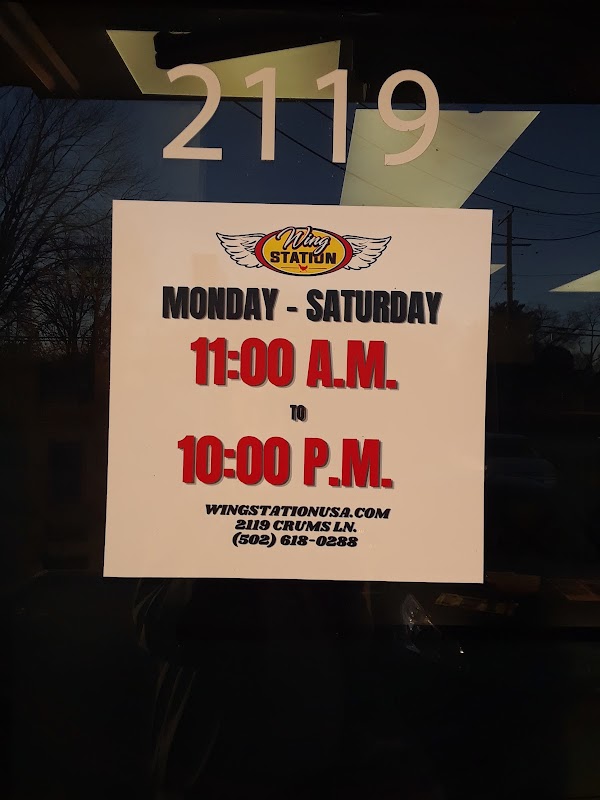 2119
Wing
STATION
MONDAY - SATURDAY
11:00 A.M.
TO
10:00 P.M.
WINGSTATIONUSA.COM
2119 CRUMS LN.
(502) 618-0288